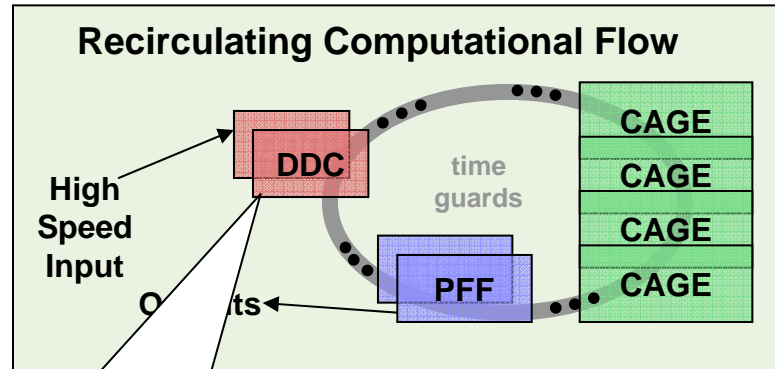 Recirculating Computational Flow
CAGE
DDC
time
guards
CAGE
High
Speed
Input
CAGE
PFF
CAGE